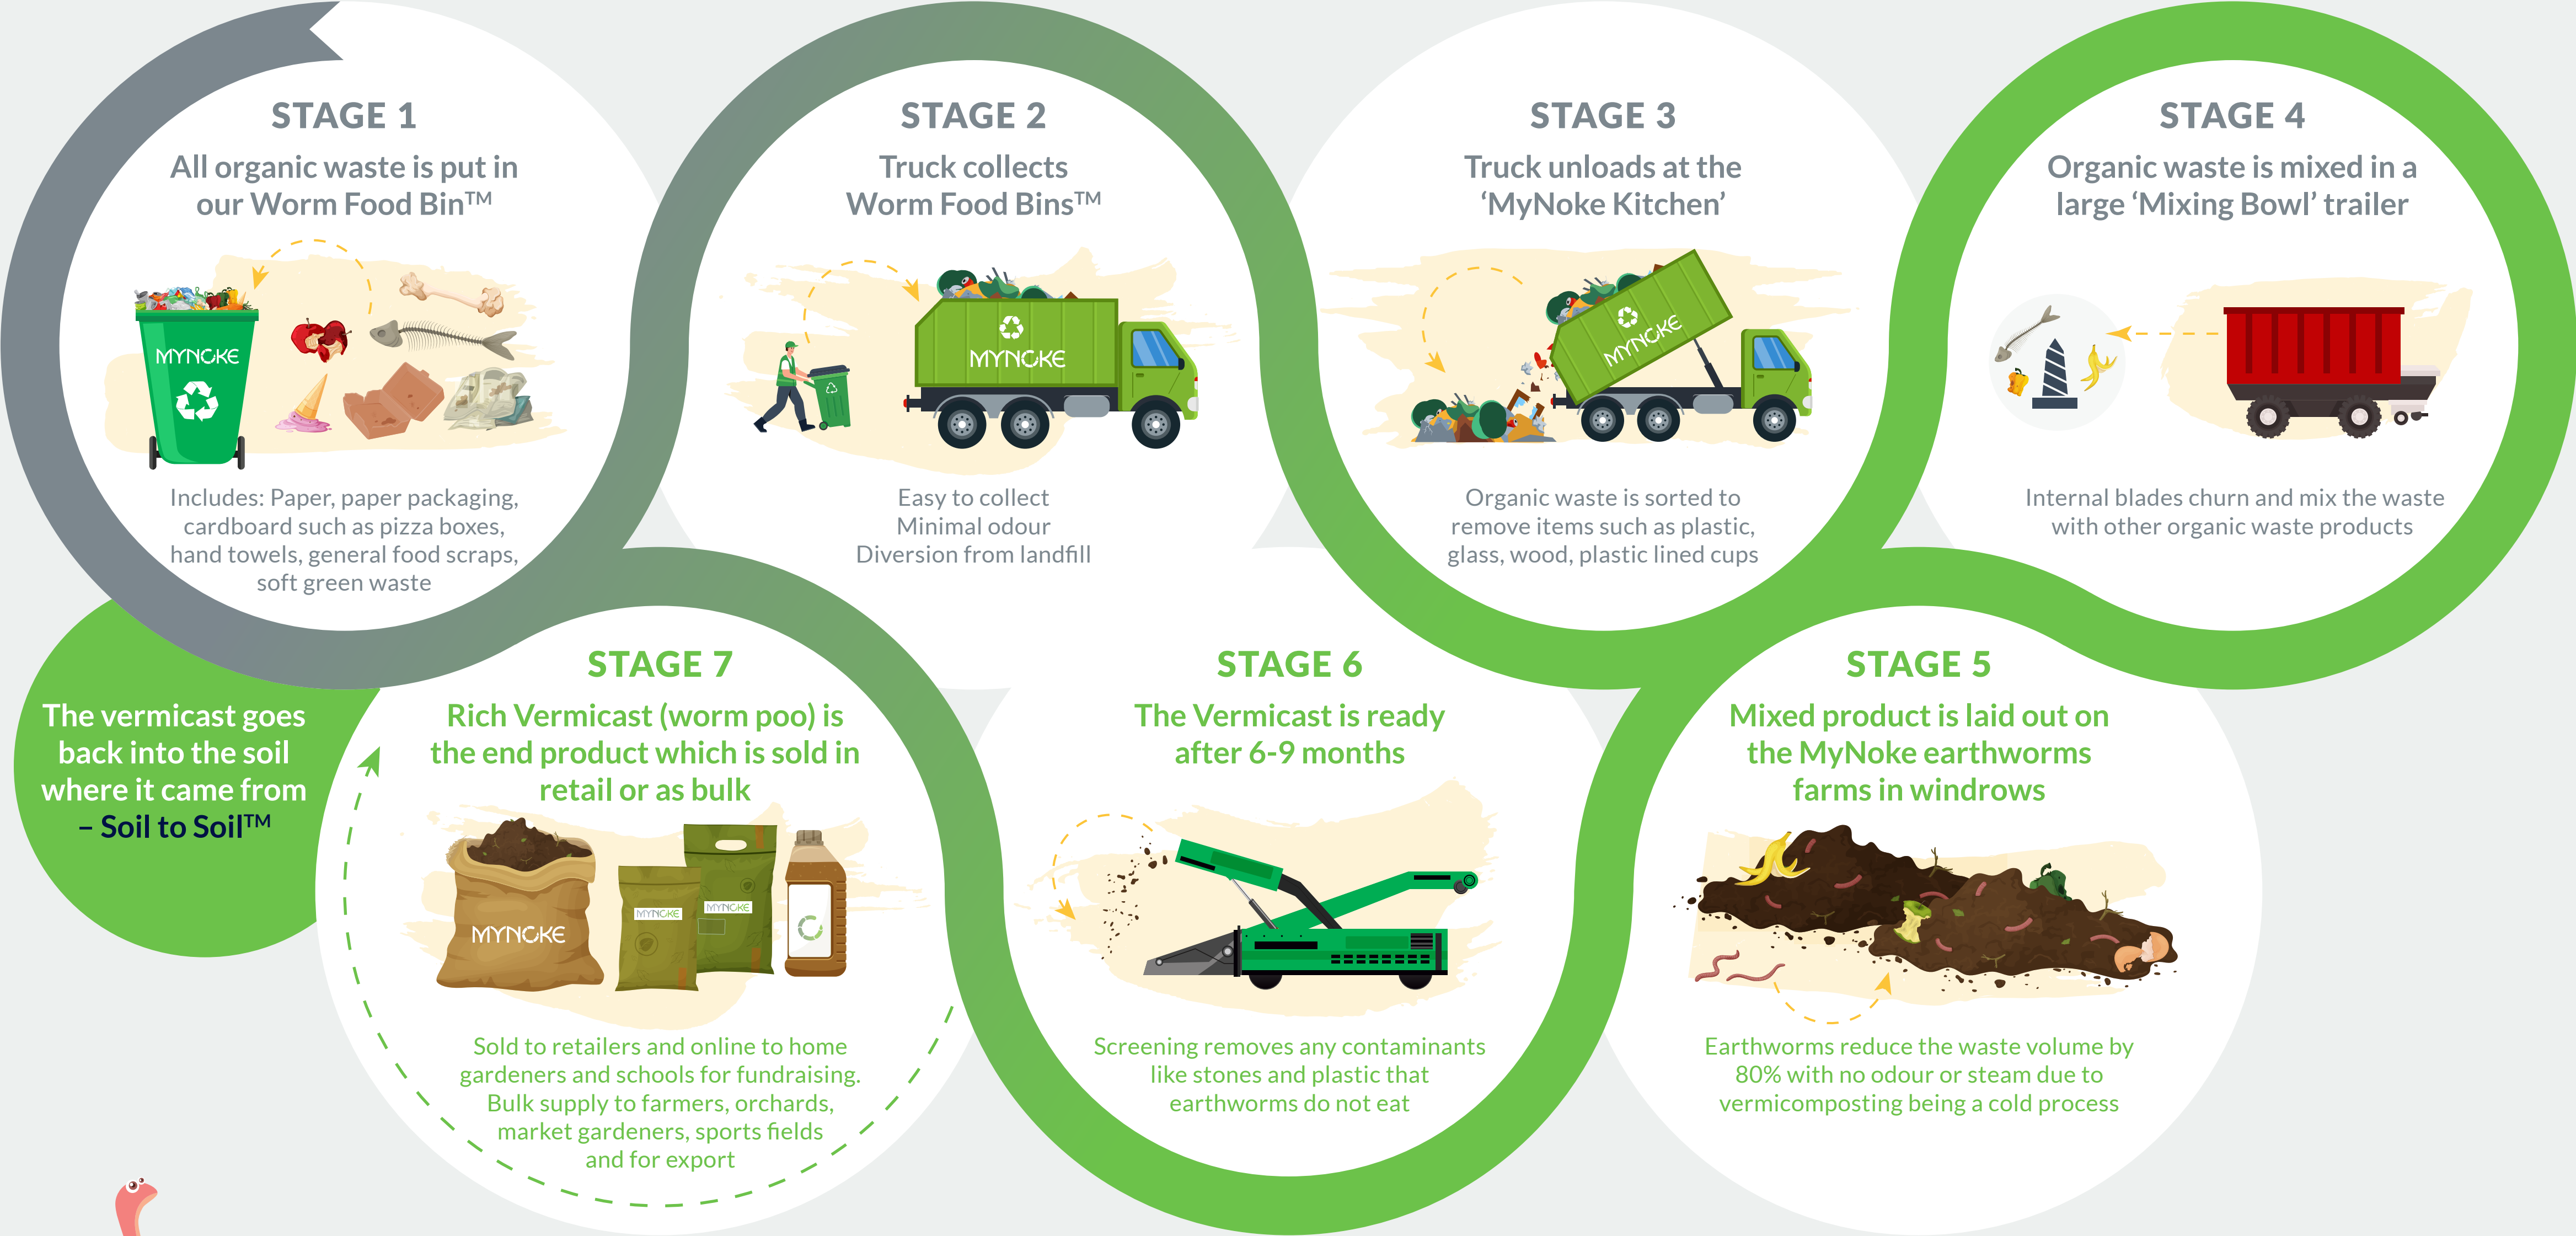 STAGE 1
All organic waste is put in
our Worm Food Bin™
MYNOKE
Includes: Paper, paper packaging,
cardboard such as pizza boxes,
hand towels, general food scraps,
soft green waste
STAGE 2
Truck collects
Worm Food Bins™
MYNOKE
Easy to collect
Minimal odour
Diversion from landfill
STAGE 3
Truck unloads at the
‘MyNoke Kitchen’
MYNOKE
Organic waste is sorted to
remove items such as plastic,
glass, wood, plastic lined cups
STAGE 4
Organic waste is mixed in a
large ‘Mixing Bowl’ trailer
Internal blades churn and mix the waste
with other organic waste products
STAGE 5
Mixed product is laid out on
the MyNoke earthworms
farms in windrows
Earthworms reduce the waste volume by
80% with no odour or steam due to
vermicomposting being a cold process
STAGE 6
The Vermicast is ready
after 6-9 months
Screening removes any contaminants
like stones and plastic that
earthworms do not eat
STAGE 7
Rich Vermicast (worm poo) is
the end product which is sold in
retail or as bulk
MYNOKE
MYNOKE
MYNOKE
Sold to retailers and online to home
gardeners and schools for fundraising.
Bulk supply to farmers, orchards,
market gardeners, sports fields
and for export
The vermicast goes
back into the soil
where it came from
– Soil to Soil™